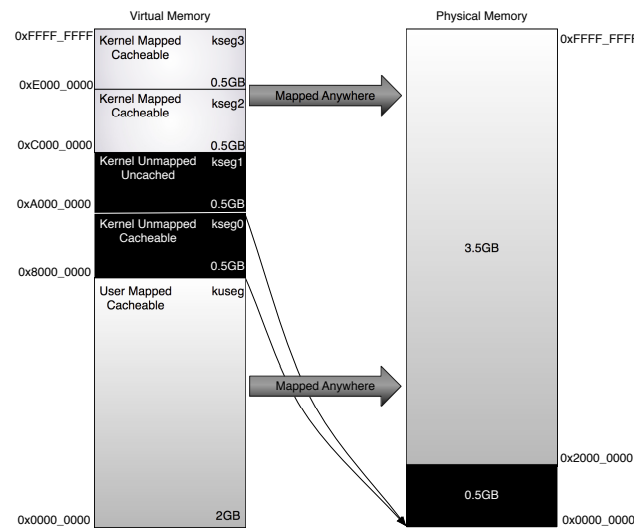 Virtual Memory
Physical Memory
0xFFFF_FFFF
Kernel Mapped kseg3
Cacheable
0.5GB
0xFFFF_FFFF
0xE000_0000
Kernel Mapped kseg2
Cacheable
0.5GB
Mapped Anywhere
0xC000_0000
Kernel Unmapped kseg1
Uncached
0.5GB
0xA000_0000
Kernel Unmapped kseg0
Cacheable
0.5GB
3.5GB
0x8000_0000
User Mapped kuseg
Cacheable
Mapped Anywhere
0x2000_0000
0.5GB
2GB
0x0000_0000
0x0000_0000